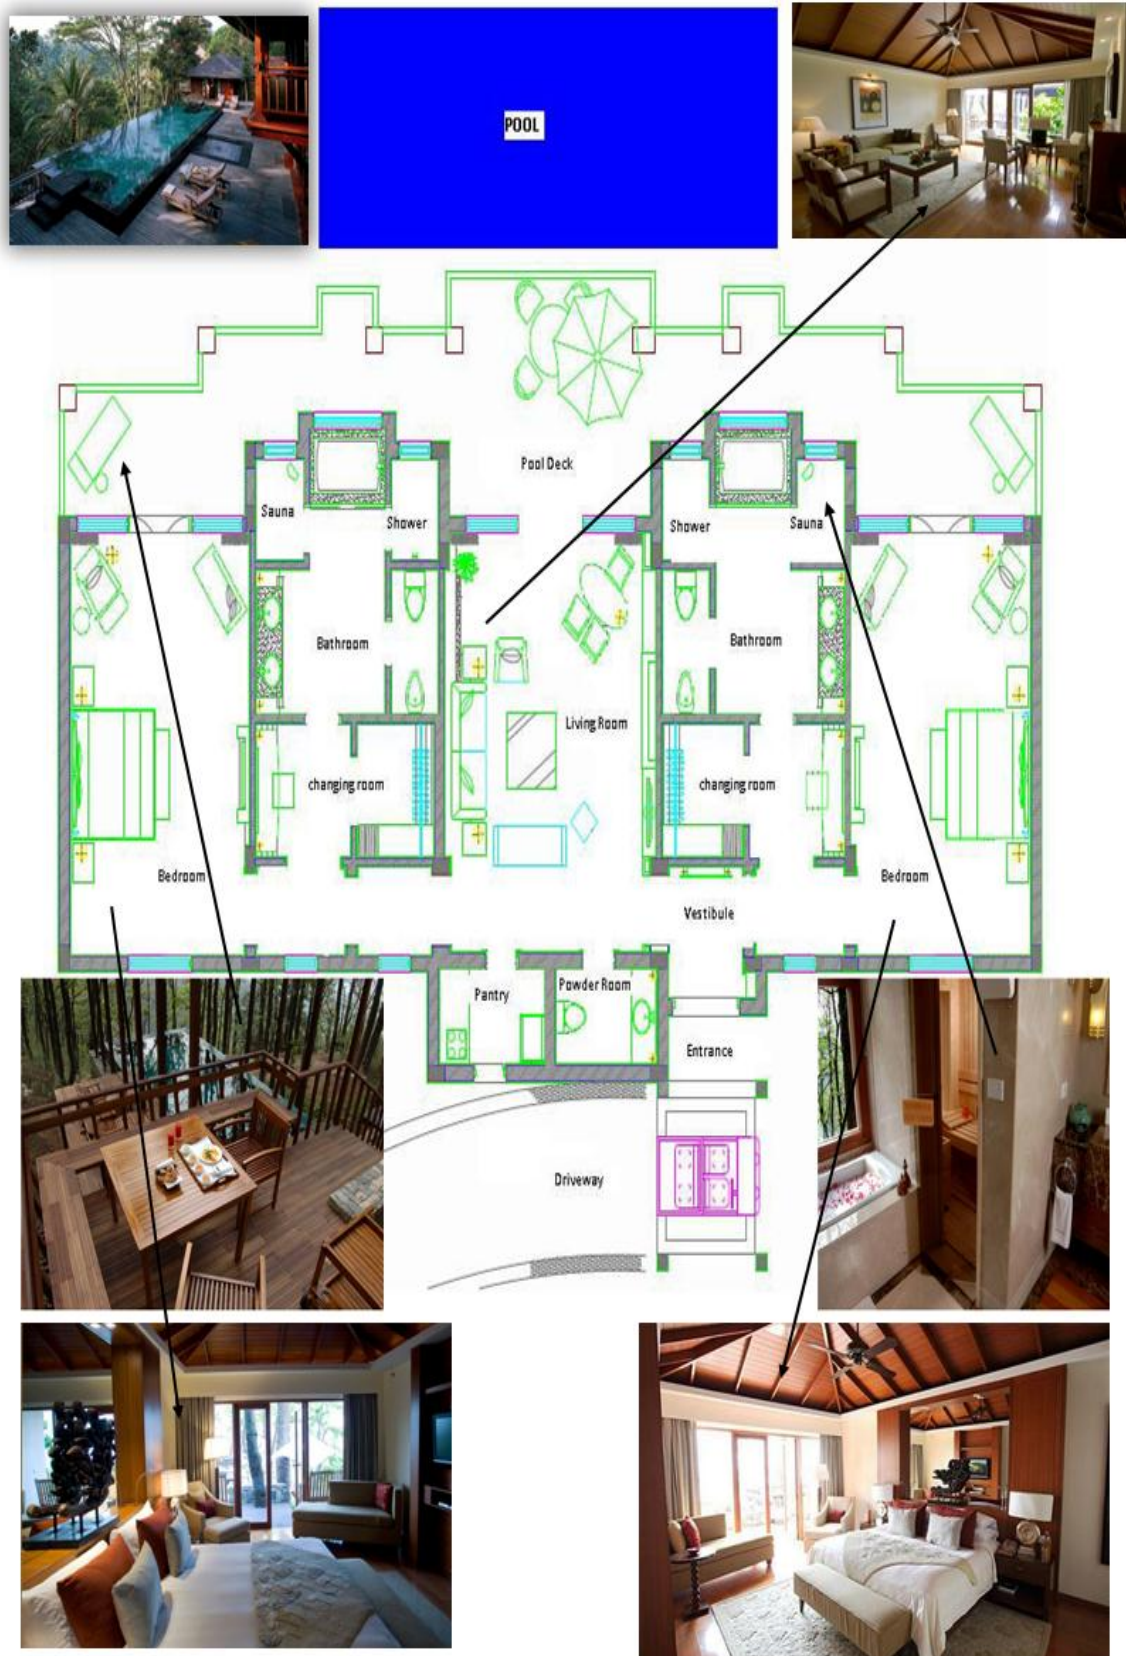 POOL
Pool Deck
Sauna
Shower
Shower
Sauna
Bathroom
Bathroom
Living Room
changing room
changing room
Bedroom
Bedroom
Vestibule
Pantry
Powder Room
Entrance
Driveway